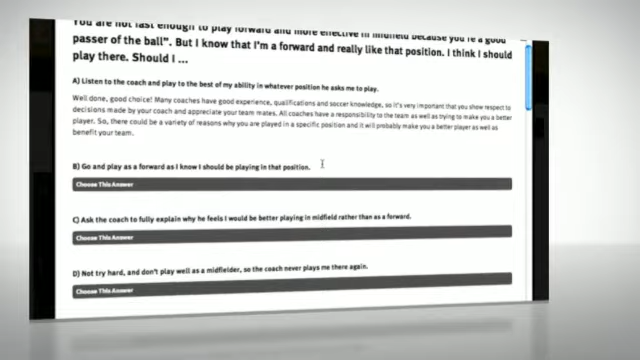 You are not fast enough to play forward and more effective in midfield because you're a good
passer of the ball". But I know that I'm a forward and really like that position. I think I should
play there. Should I ...
A) Listen to the coach and play to the best of my ability in whatever position he asks me to play.
Well done, good choice! Many coaches have good experience, qualifications and soccer knowledge, so it's very important that you show respect to
decisions made by your coach and appreciate your team mates. All coaches have a responsibility to the team as well as trying to make you a better
player. So, there could be a variety of reasons why you are played in a specific position and it will probably make you a better player as well as
benefit your team.
B) Go and play as a forward as I know I should be playing in that position.
Choose This Answer
C) Ask the coach to fully explain why he feels I would be better playing in midfield rather than as a forward.
Choose This Answer
D) Not try hard, and don't play well as a midfielder, so the coach never plays me there again.
Choose This Answer